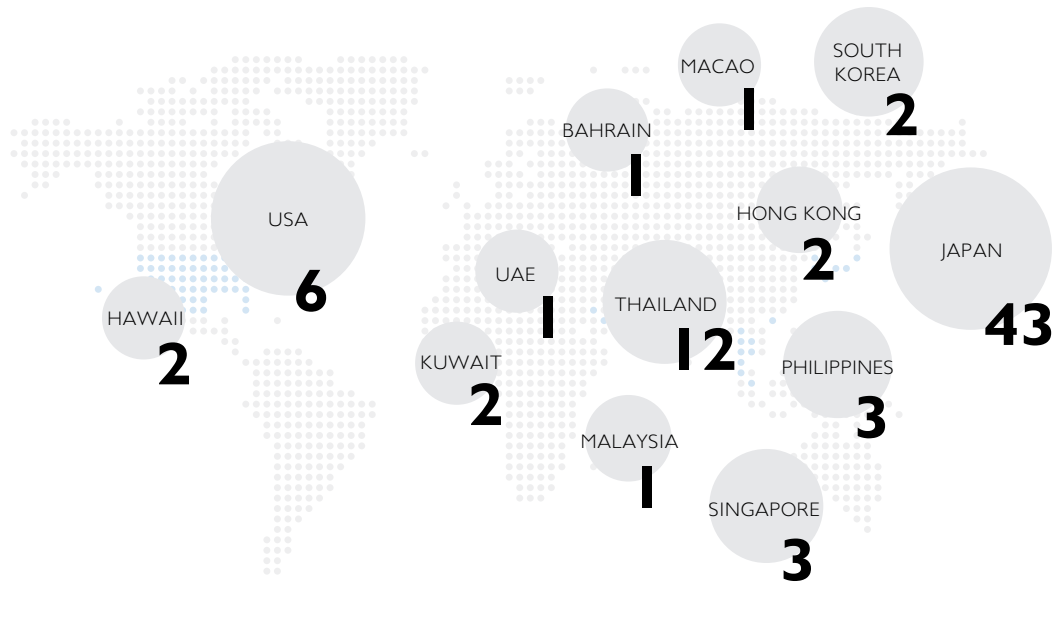 MACAO
1
SOUTH
KOREA
2
BAHRAIN
1
USA
6
HONG KONG
2
JAPAN
43
UAE
1
THAILAND
12
HAWAII
2
KUWAIT
2
PHILIPPINES
3
MALAYSIA
1
SINGAPORE
3